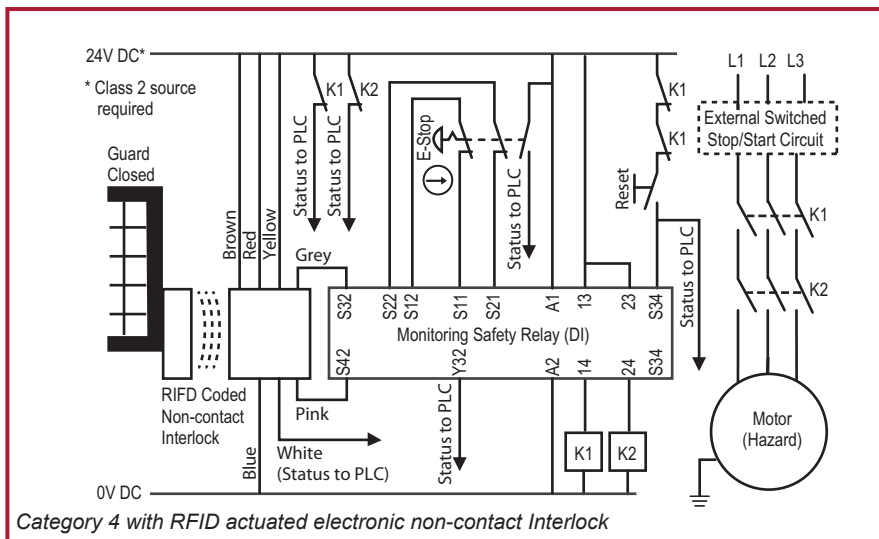 24V DC*
* Class 2 source
required
Guard
Closed
Brown
Red
Yellow
Grey
K1
K2
Status to PLC
Status to PLC
E-Stop
Status to PLC
K1
K1
Reset
Status to PLC
S32
S22
S12
S11
S21
A1
13
23
S34
Monitoring Safety Relay (DI)
S42
Y32
A2
14
24
S34
RIFD Coded
Non-contact
Interlock
Pink
Blue
White
(Status to PLC)
Status to PLC
K1
K2
0V DC
L1
L2
L3
External Switched
Stop/Start Circuit
K1
K2
Motor
(Hazard)
Category 4 with RFID actuated electronic non-contact Interlock